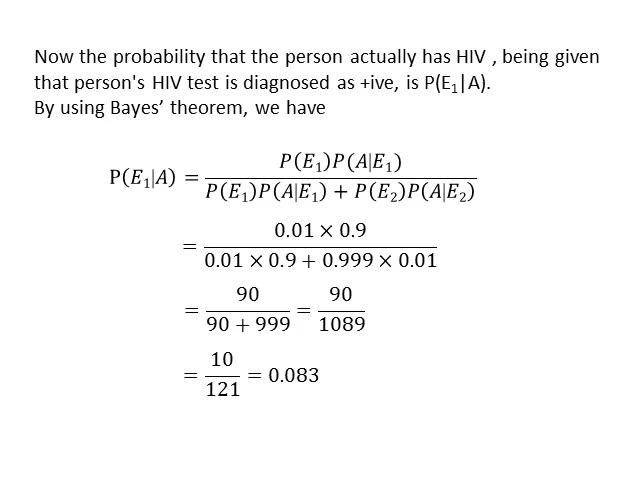 Now the probability that the person actually has HIV , being given
that person's HIV test is diagnosed as +ive, is P(E₁|A).
By using Bayes’ theorem, we have
P(E₁|A) = P(E₁)P(A|E₁) / P(E₁)P(A|E₁) + P(E₂)P(A|E₂)
= 0.01 × 0.9 / 0.01 × 0.9 + 0.999 × 0.01
= 90 / 90 + 999 = 90 / 1089
= 10 / 121 = 0.083